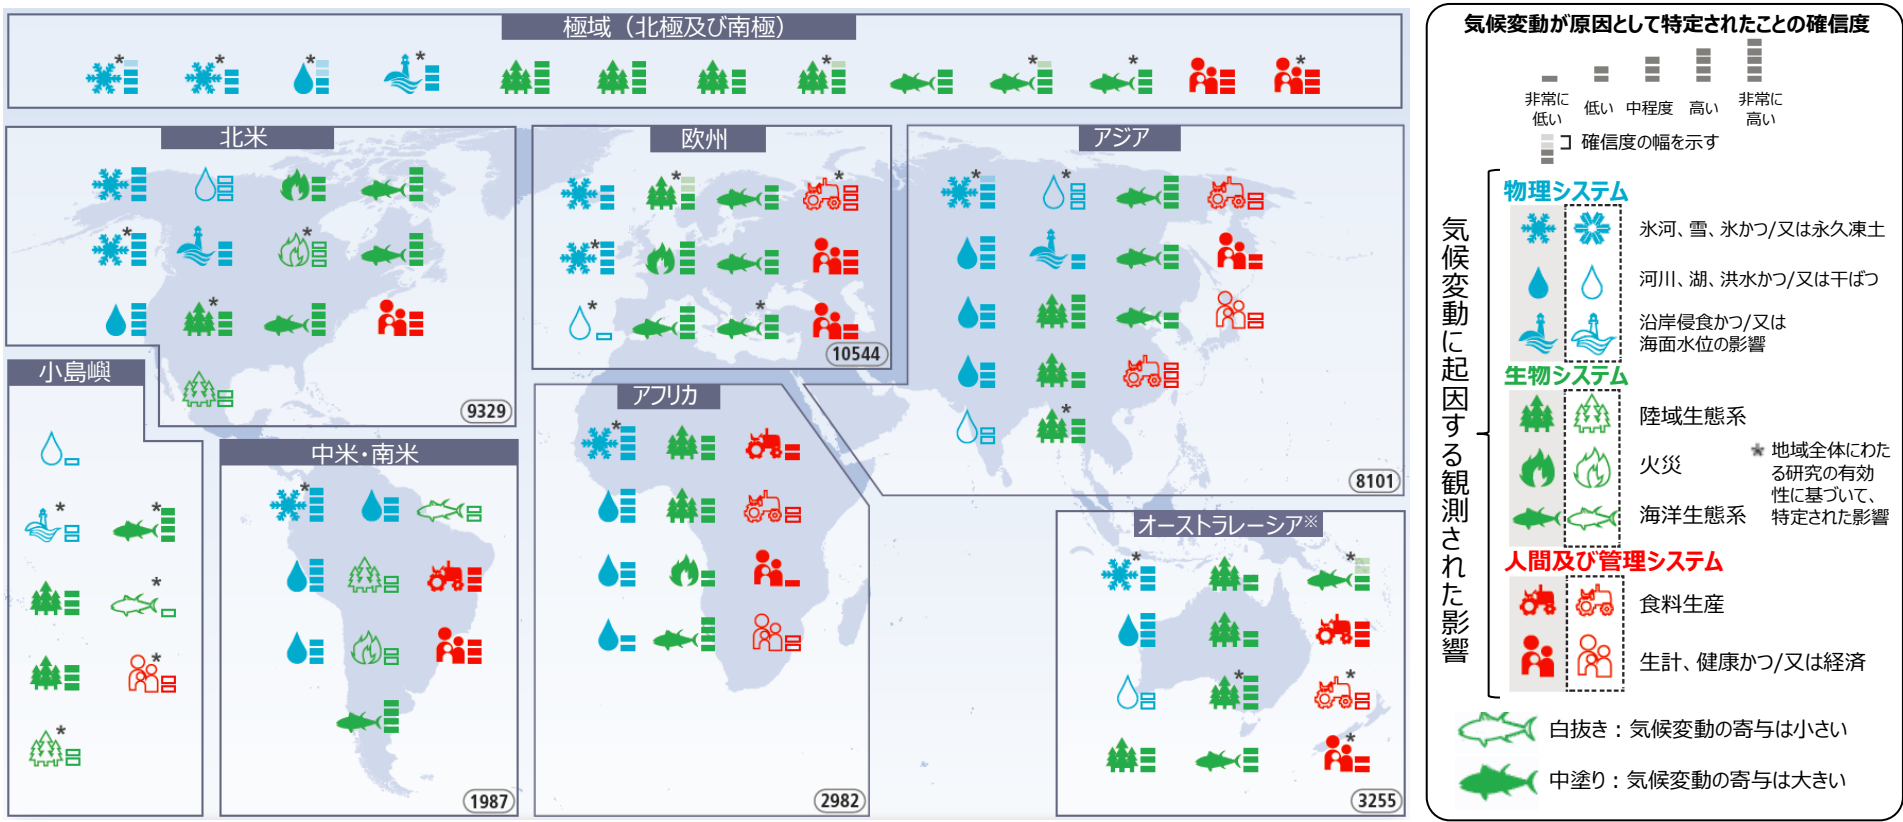 極域（北極及び南極）
北米
欧州
アジア
10544
小島嶼
9329
アフリカ
中米・南米
8101
オーストラレーシア※
1987
2982
3255
気候変動が原因として特定されたことの確信度
非常に
低い
低い
中程度
高い
非常に
高い
確信度の幅を示す
気候変動に起因する観測された影響
物理システム
氷河、雪、氷かつ/又は永久凍土
河川、湖、洪水かつ/又は干ばつ
沿岸侵食かつ/又は
海面水位の影響
生物システム
陸域生態系
火災
海洋生態系
* 地域全体にわた
る研究の有効
性に基づいて、
特定された影響
人間及び管理システム
食料生産
生計、健康かつ/又は経済
白抜き：気候変動の寄与は小さい
中塗り：気候変動の寄与は大きい